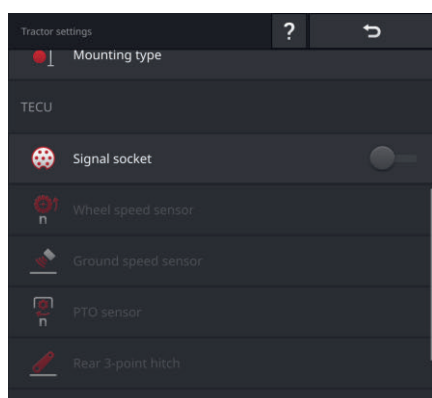 Tractor settings
?
Mounting type
TECU
Signal socket
Wheel speed sensor
n
Ground speed sensor
PTO sensor
n
Rear 3-point hitch